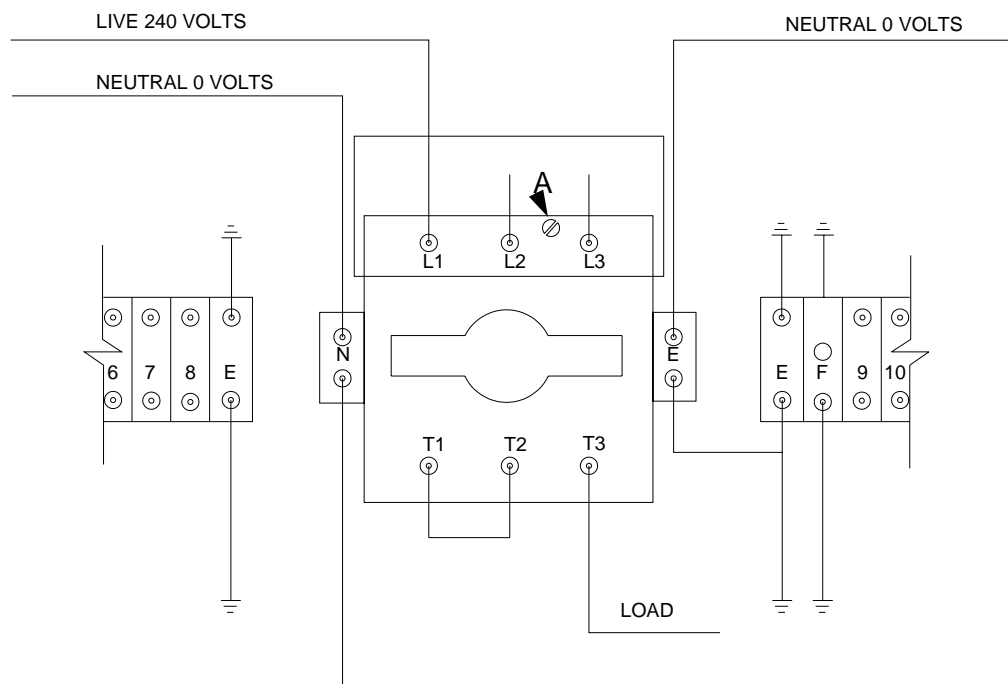 LIVE 240 VOLTS
NEUTRAL 0 VOLTS
NEUTRAL 0 VOLTS
A
L1 L2 L3
N E
6 7 8 E
E F 9 10
T1 T2 T3
LOAD